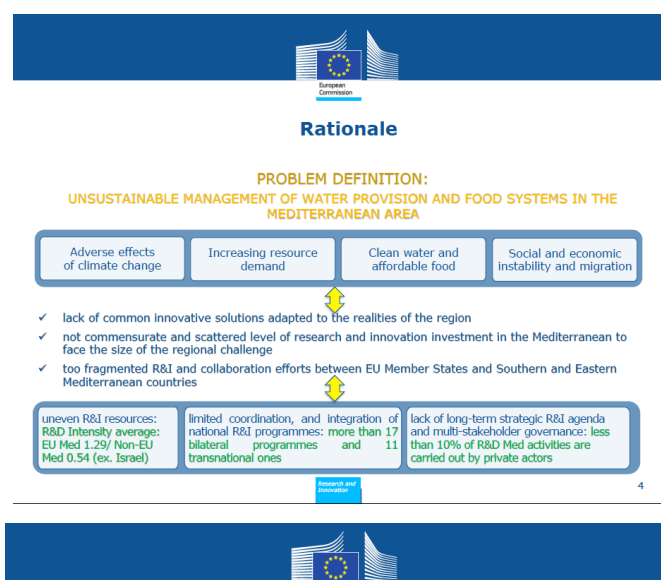 European
Commission
Rationale
PROBLEM DEFINITION:
UNSUSTAINABLE MANAGEMENT OF WATER PROVISION AND FOOD SYSTEMS IN THE
MEDITERRANEAN AREA
Adverse effects
of climate change
Increasing resource
demand
Clean water and
affordable food
Social and economic
instability and migration
✓ lack of common innovative solutions adapted to the realities of the region
✓ not commensurate and scattered level of research and innovation investment in the Mediterranean to
face the size of the regional challenge
✓ too fragmented R&I and collaboration efforts between EU Member States and Southern and Eastern
Mediterranean countries
uneven R&I resources:
R&D Intensity average:
EU Med 1.29/ Non-EU
Med 0.54 (ex. Israel)
limited coordination, and integration of
national R&I programmes: more than 17
bilateral programmes and 11
transnational ones
lack of long-term strategic R&I agenda
and multi-stakeholder governance: less
than 10% of R&D Med activities are
carried out by private actors
Research and
Innovation
4